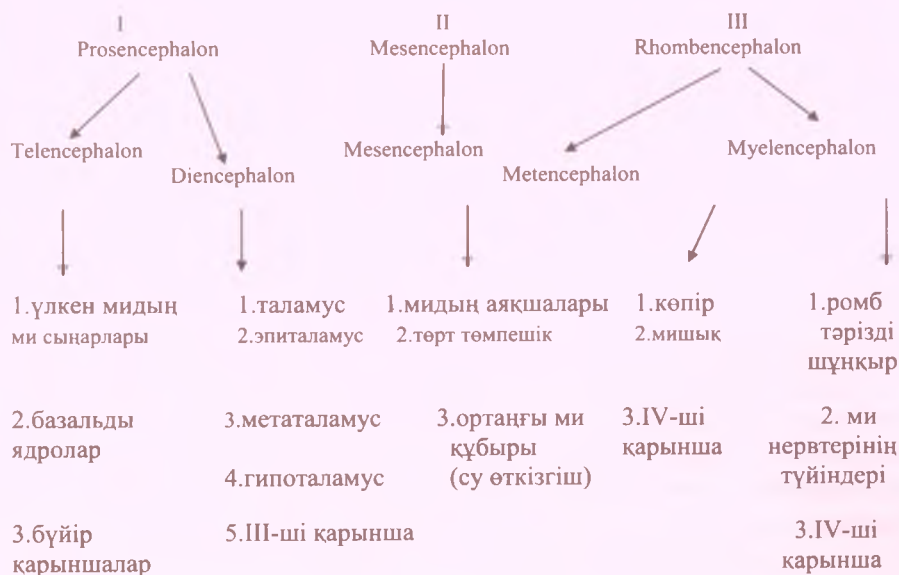 I II III
Prosencephalon Mesencephalon Rhombencephalon
Telencephalon Mesencephalon Myelencephalon
Diencephalon Metencephalon
1.үлкен мидың 1.таламус 1.мидың аяқшалары 1.көпір 1.ромб
ми сыңарлары 2.эпиталамус 2.төрт төмпешік 2.мишық тәрізді
шұңқыр
2.базальды 3.метаталамус 3.ортаңғы ми 3.IV-ші 2. ми
ядролар құбыры қарынша нервтерінің
4.гипоталамус (су өткізгіш) түйіндері
3.бүйір 5.III-ші қарынша 3.IV-ші
қарыншалар қарынша